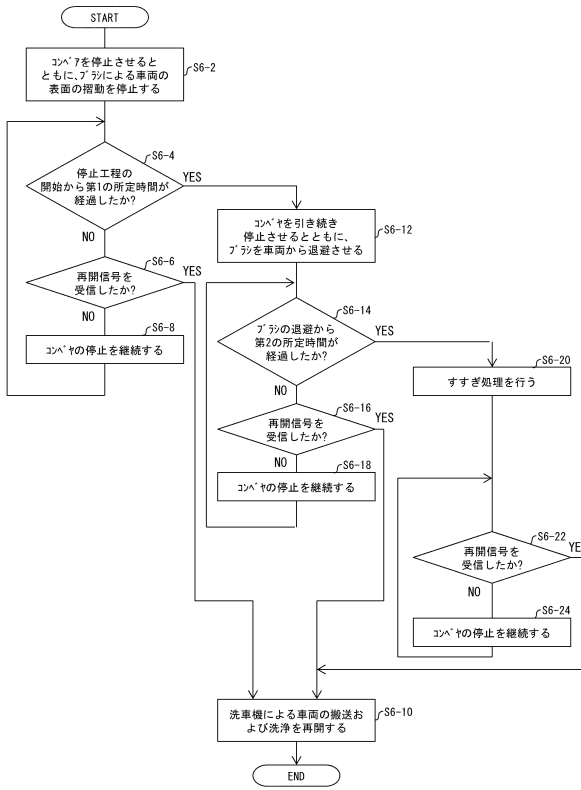 START
コンベアを停止させると
ともに、ブラシによる車両の
表面の摺動を停止する
S6-2
停止工程の
開始から第1の所定時間が
経過したか?
S6-4
YES
NO
再開信号を
受信したか?
S6-6
YES
NO
コンベヤの停止を継続する
S6-8
コンベヤを引き続き
停止させるとともに、
ブラシを車両から退避させる
S6-12
ブラシの退避から
第2の所定時間が
経過したか?
S6-14
YES
NO
再開信号を
受信したか?
S6-16
YES
NO
コンベヤの停止を継続する
S6-18
すすぎ処理を行う
S6-20
再開信号を
受信したか?
S6-22
YE
NO
コンベヤの停止を継続する
S6-24
洗車機による車両の搬送お
よび洗浄を再開する
S6-10
END